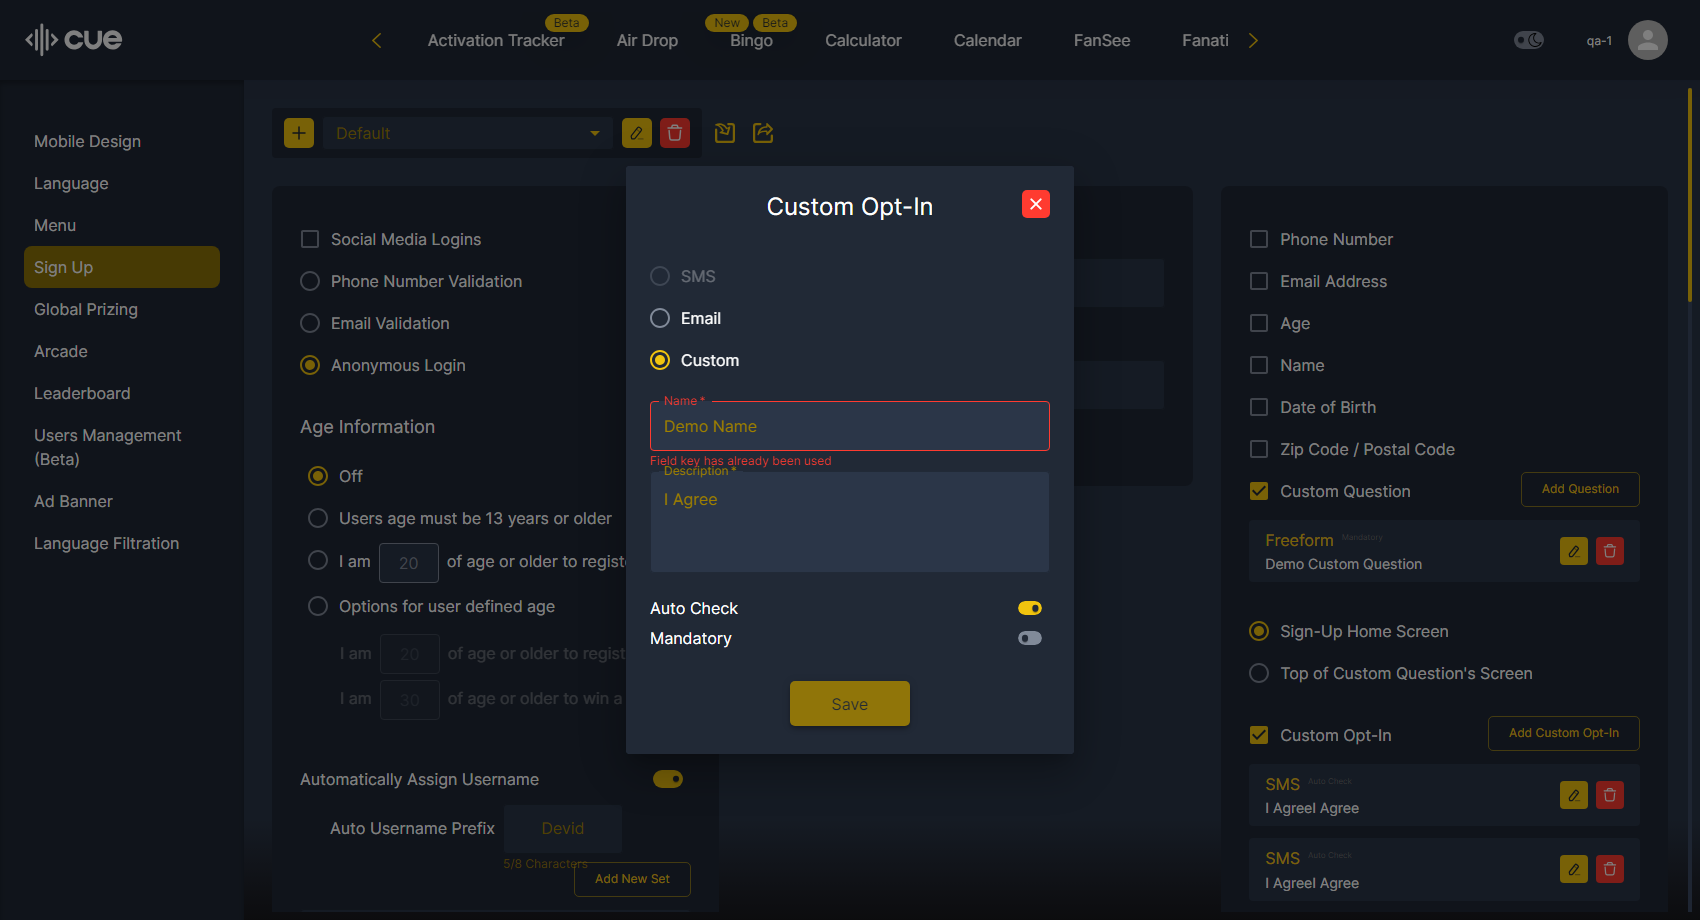 cue
Activation Tracker
Beta
Air Drop
New
Beta
Bingo
Calculator
Calendar
FanSee
Fanati
qa-1
Mobile Design
Language
Menu
Sign Up
Global Prizing
Arcade
Leaderboard
Users Management
(Beta)
Ad Banner
Language Filtration
Default
Social Media Logins
Phone Number Validation
Email Validation
Anonymous Login
Age Information
Off
Users age must be 13 years or older
I am 20 of age or older to registe
Options for user defined age
I am 20 of age or older to regist
I am 30 of age or older to win a
Automatically Assign Username
Auto Username Prefix Devid
5/8 Characters
Add New Set
Custom Opt-In
SMS
Email
Custom
Name *
Demo Name
Field key has already been used
Description *
I Agree
Auto Check
Mandatory
Save
Phone Number
Email Address
Age
Name
Date of Birth
Zip Code / Postal Code
Custom Question
Add Question
Freeform Mandatory
Demo Custom Question
Sign-Up Home Screen
Top of Custom Question's Screen
Custom Opt-In
Add Custom Opt-In
SMS Auto Check
I AgreeI Agree
SMS Auto Check
I AgreeI Agree